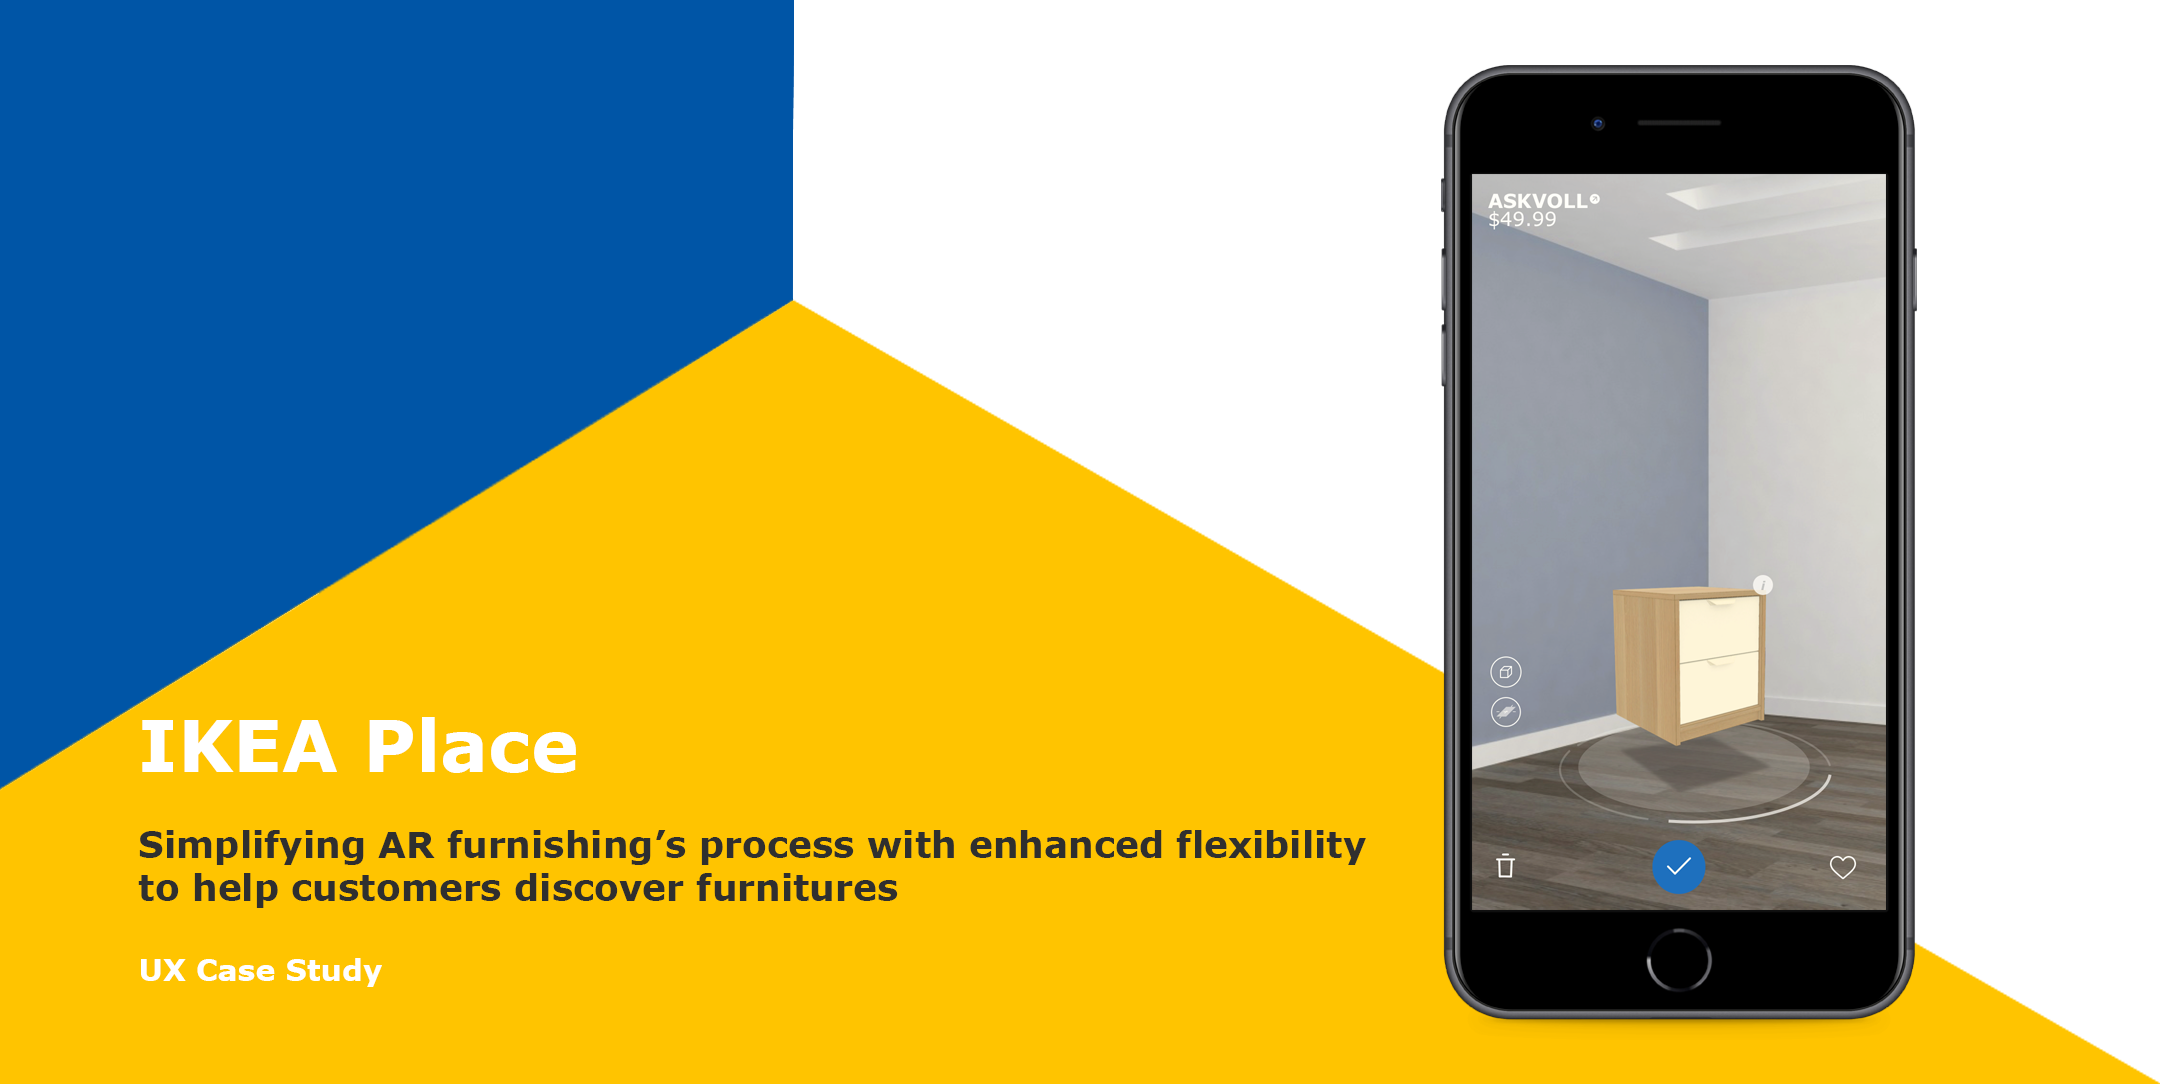 IKEA Place
Simplifying AR furnishing’s process with enhanced flexibility
to help customers discover furnitures
UX Case Study
ASKVOLL
$49.99
i